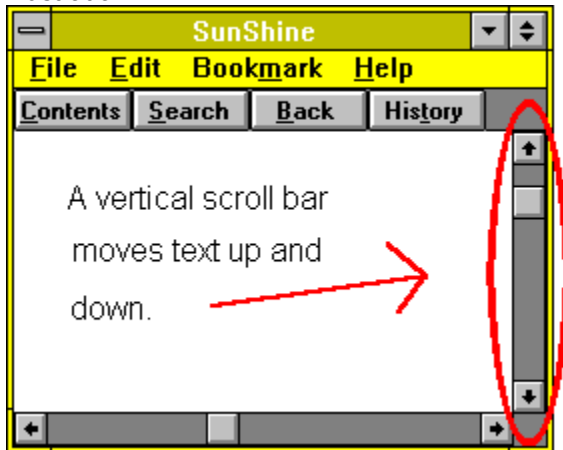 SunShine
File Edit Bookmark Help
Contents Search Back History
A vertical scroll bar
moves text up and
down.